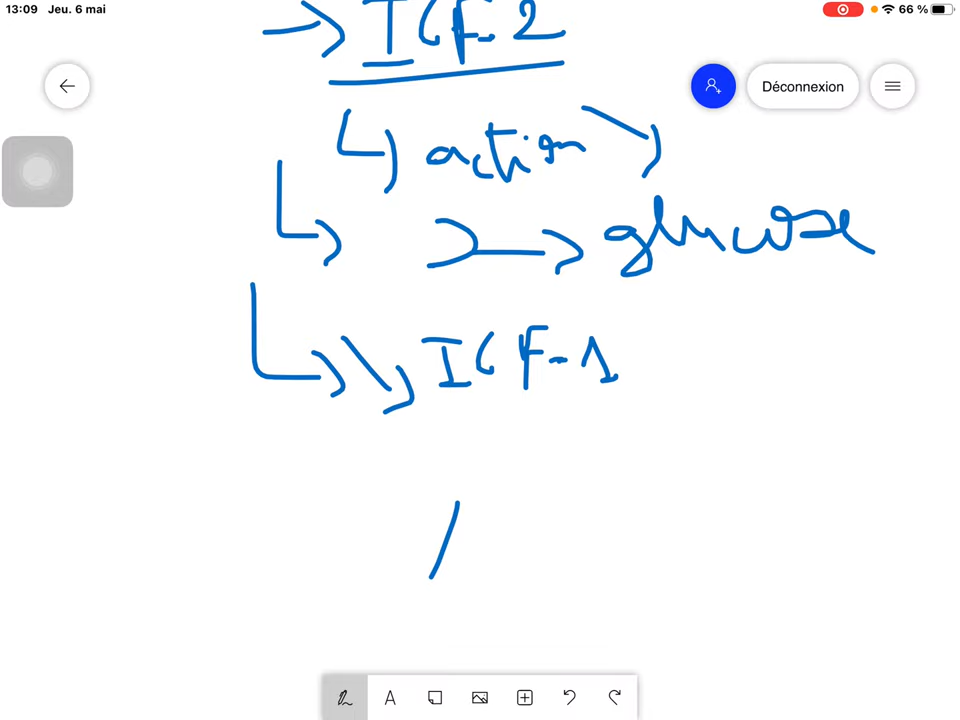 13:09 Jeu. 6 mai 66 %
→ IGF-2
Déconnexion
↳ action ↘
↳ → glucose
↳ ↘ IGF-1
A